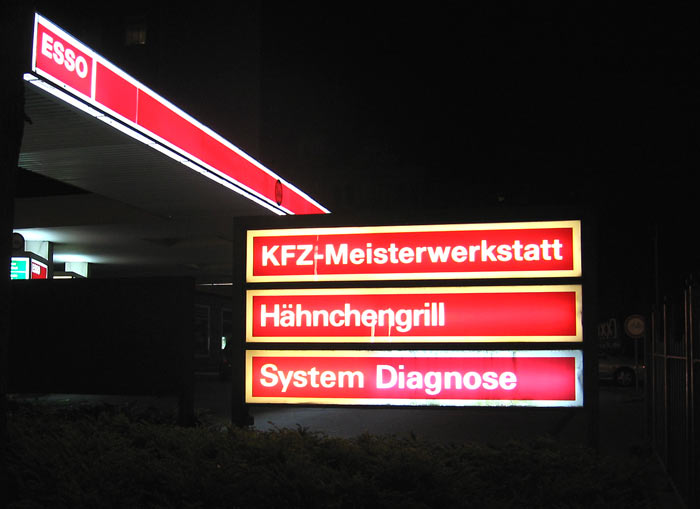 ESSO
KFZ-Meisterwerkstatt
Hähnchengrill
System Diagnose